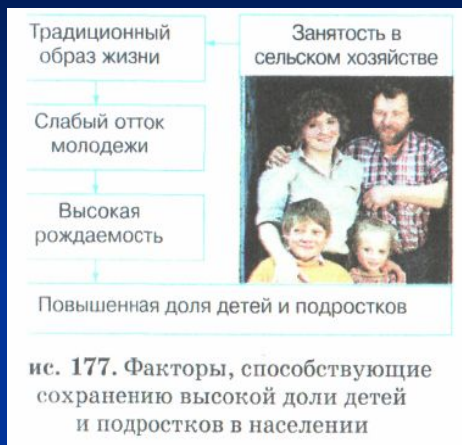 Традиционный
образ жизни
Занятость в
сельском хозяйстве
Слабый отток
молодежи
Высокая
рождаемость
Повышенная доля детей и подростков
ис. 177. Факторы, способствующие
сохранению высокой доли детей
и подростков в населении